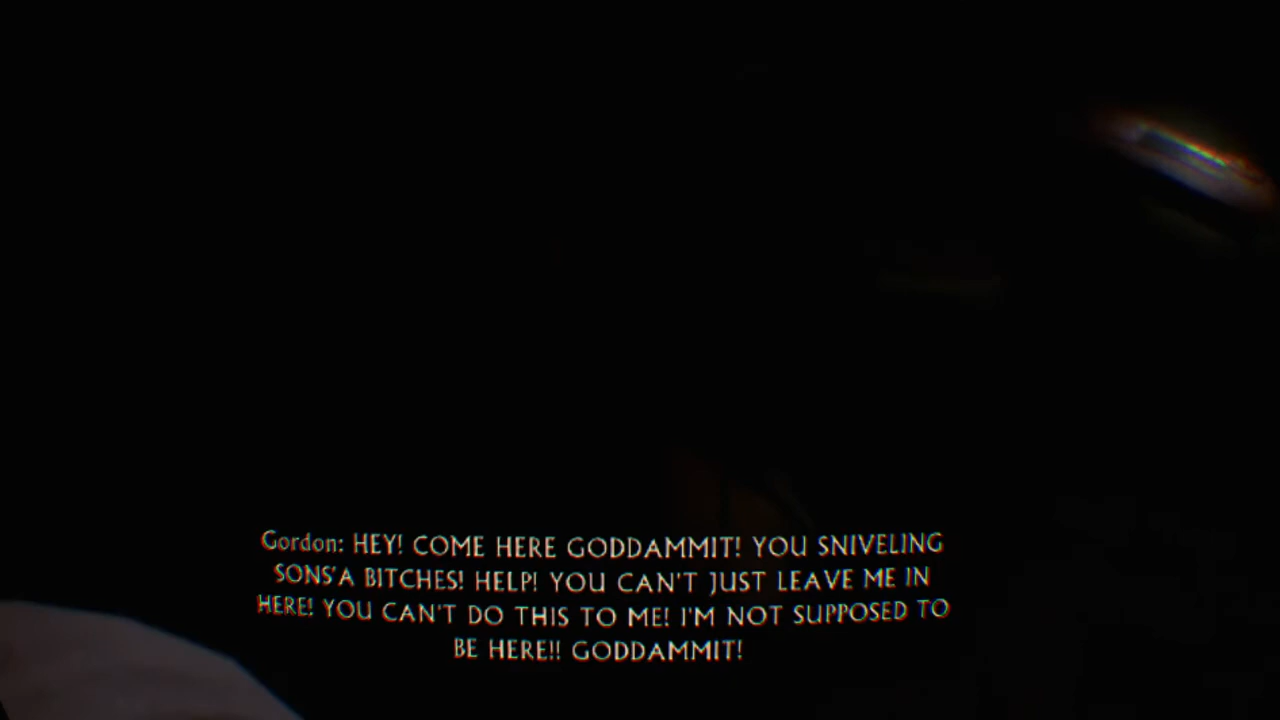 Gordon: HEY! COME HERE GODDAMMIT! YOU SNIVELING
SONS'A BITCHES! HELP! YOU CAN'T JUST LEAVE ME IN
HERE! YOU CAN'T DO THIS TO ME! I'M NOT SUPPOSED TO
BE HERE!! GODDAMMIT!